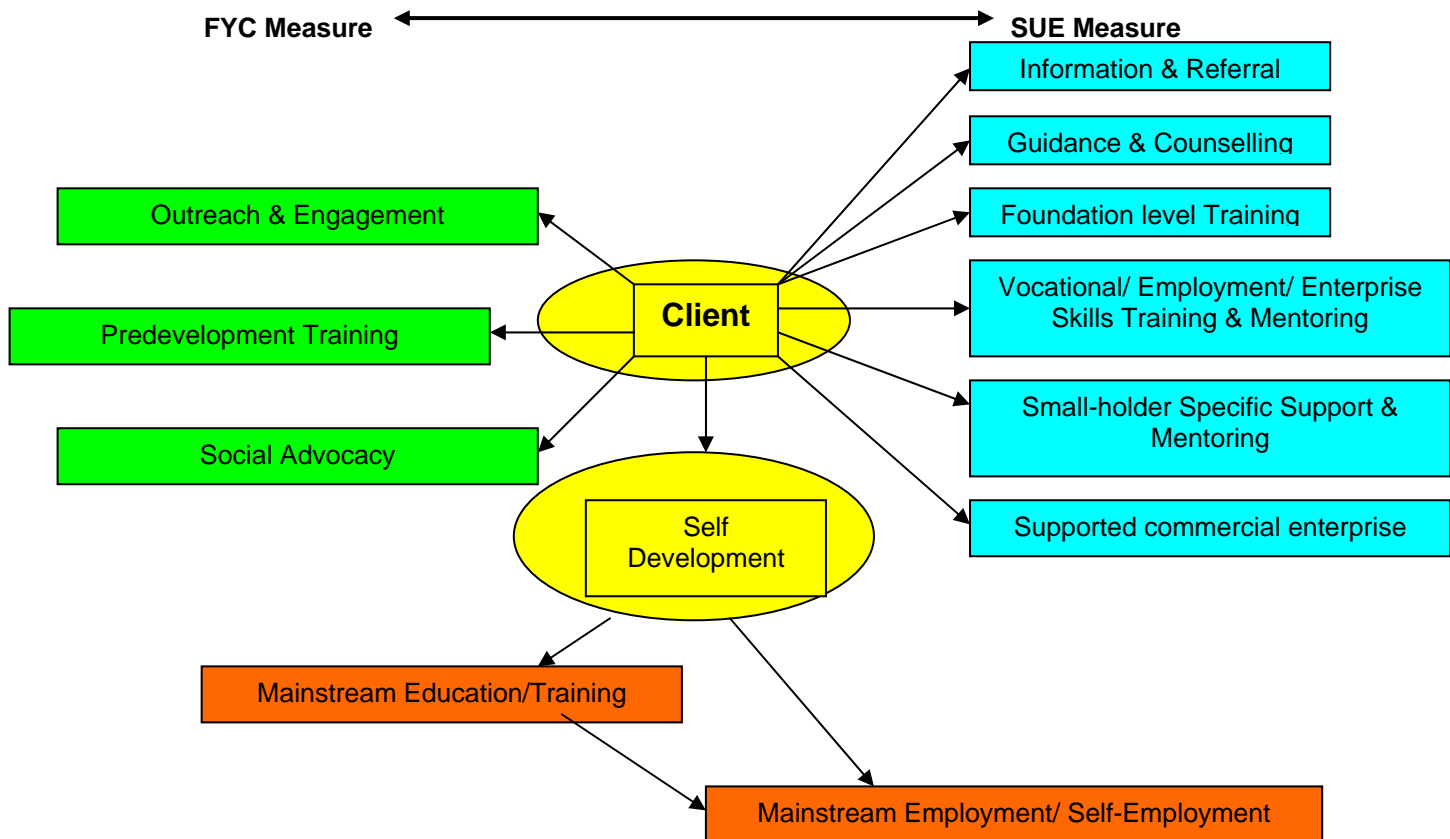 FYC Measure
SUE Measure
Information & Referral
Guidance & Counselling
Outreach & Engagement
Foundation level Training
Client
Vocational/ Employment/ Enterprise
Skills Training & Mentoring
Predevelopment Training
Small-holder Specific Support &
Mentoring
Social Advocacy
Self
Development
Supported commercial enterprise
Mainstream Education/Training
Mainstream Employment/ Self-Employment